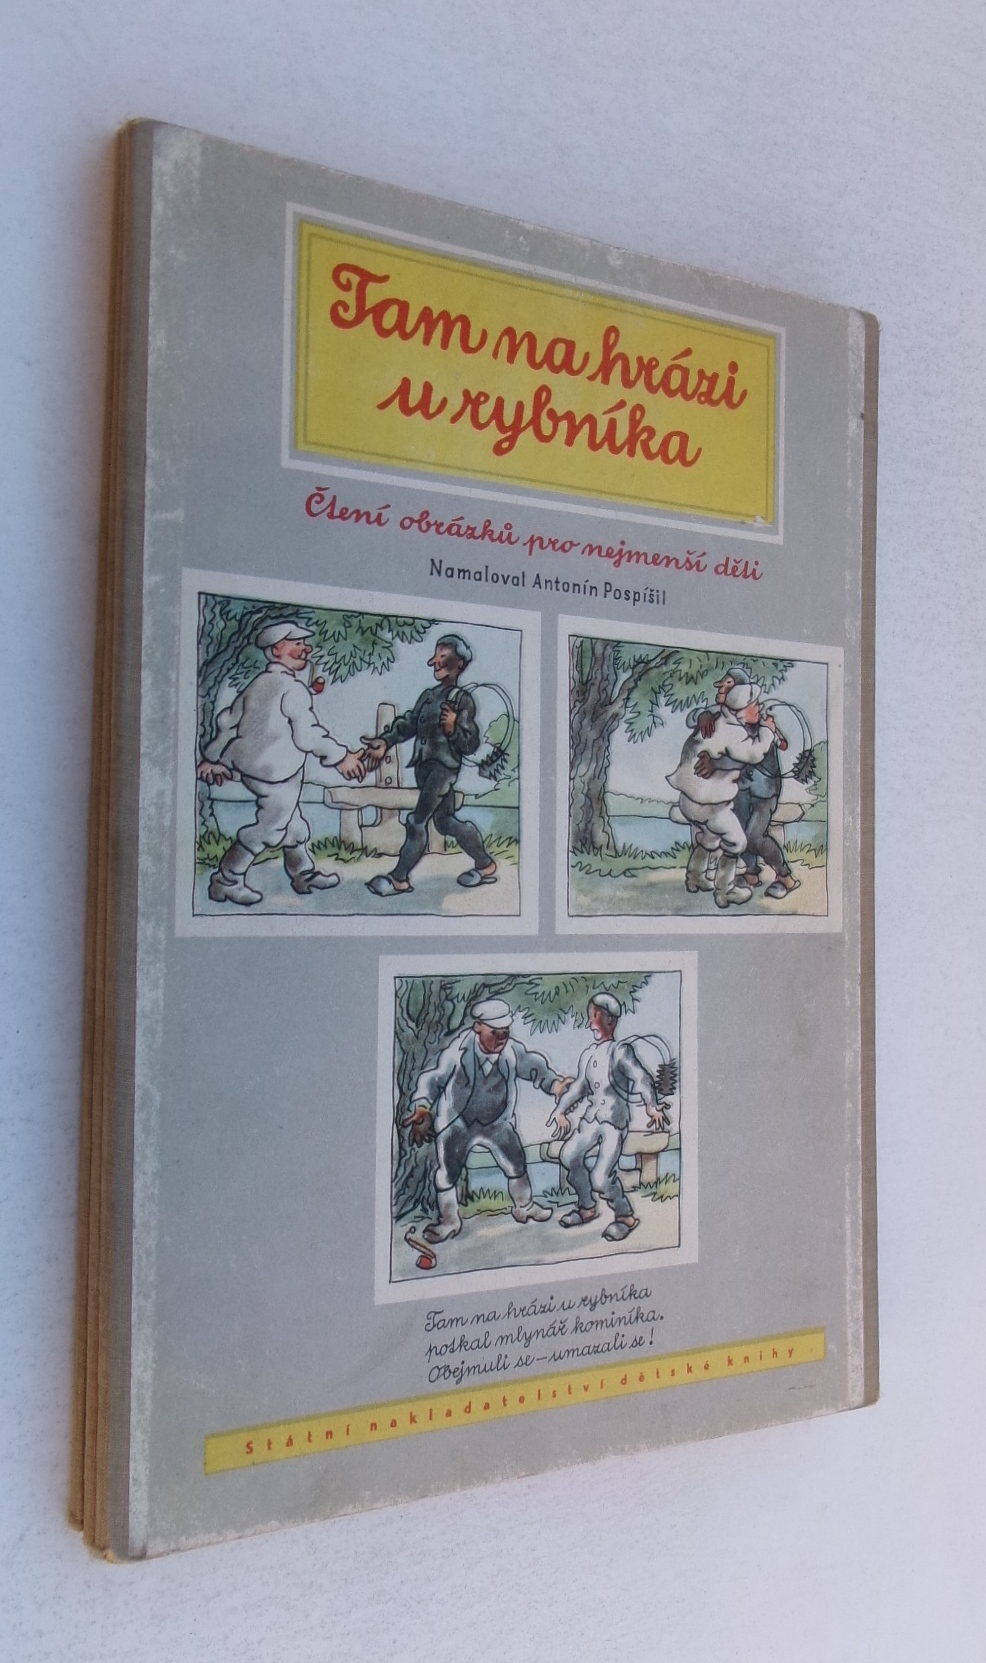 Tam na hrázi
u rybníka
Čtení obrázků pro nejmenší děti
Namaloval Antonín Pospíšil
Tam na hrázi u rybníka
potkal mlynář kominíka.
Objemuli se – umazali se!
Státní nakladatelství dětské knihy